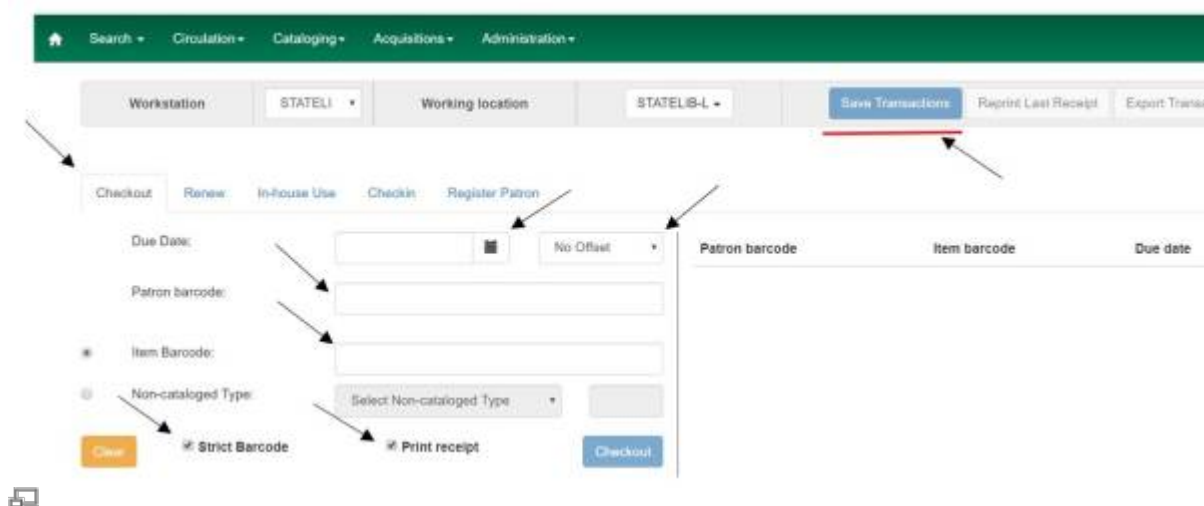 Search Circulation Cataloging Acquisitions Administration
Workstation STATELI Working location STATELIB-L Save Transactions Reprint Last Receipt Export Transa
Checkout Renew In-house Use Checkin Register Patron
Due Date: No Offset Patron barcode Item barcode Due date
Patron barcode:
Item Barcode:
Non-cataloged Type: Select Non-cataloged Type
Clear Strict Barcode Print receipt Checkout